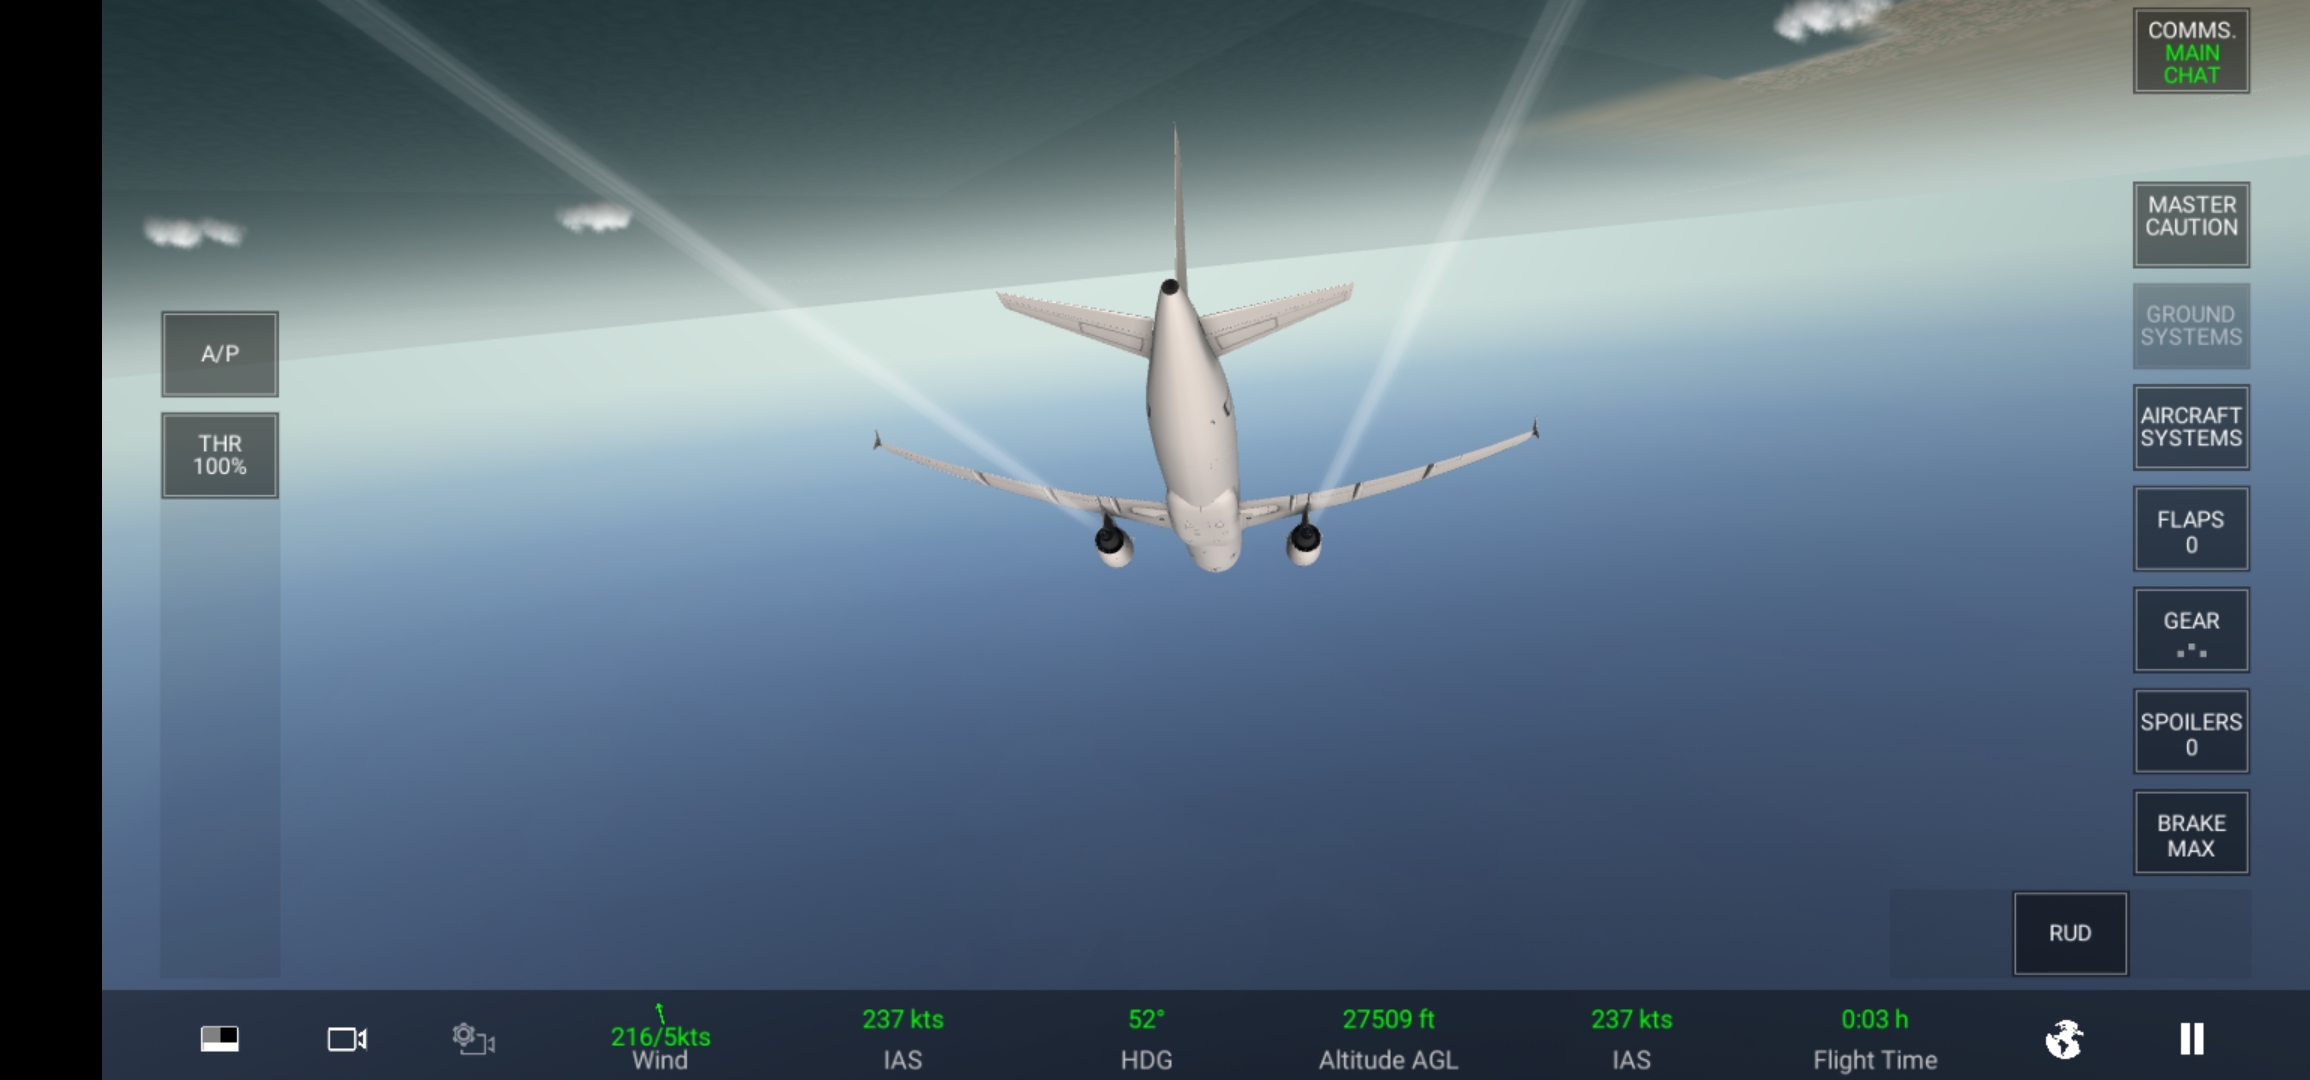 COMMS.
MAIN
CHAT
MASTER
CAUTION
GROUND
SYSTEMS
A/P
THR
100%
AIRCRAFT
SYSTEMS
FLAPS
0
GEAR
SPOILERS
0
BRAKE
MAX
RUD
216/5kts
Wind
237 kts
IAS
52°
HDG
27509 ft
Altitude AGL
237 kts
IAS
0:03 h
Flight Time